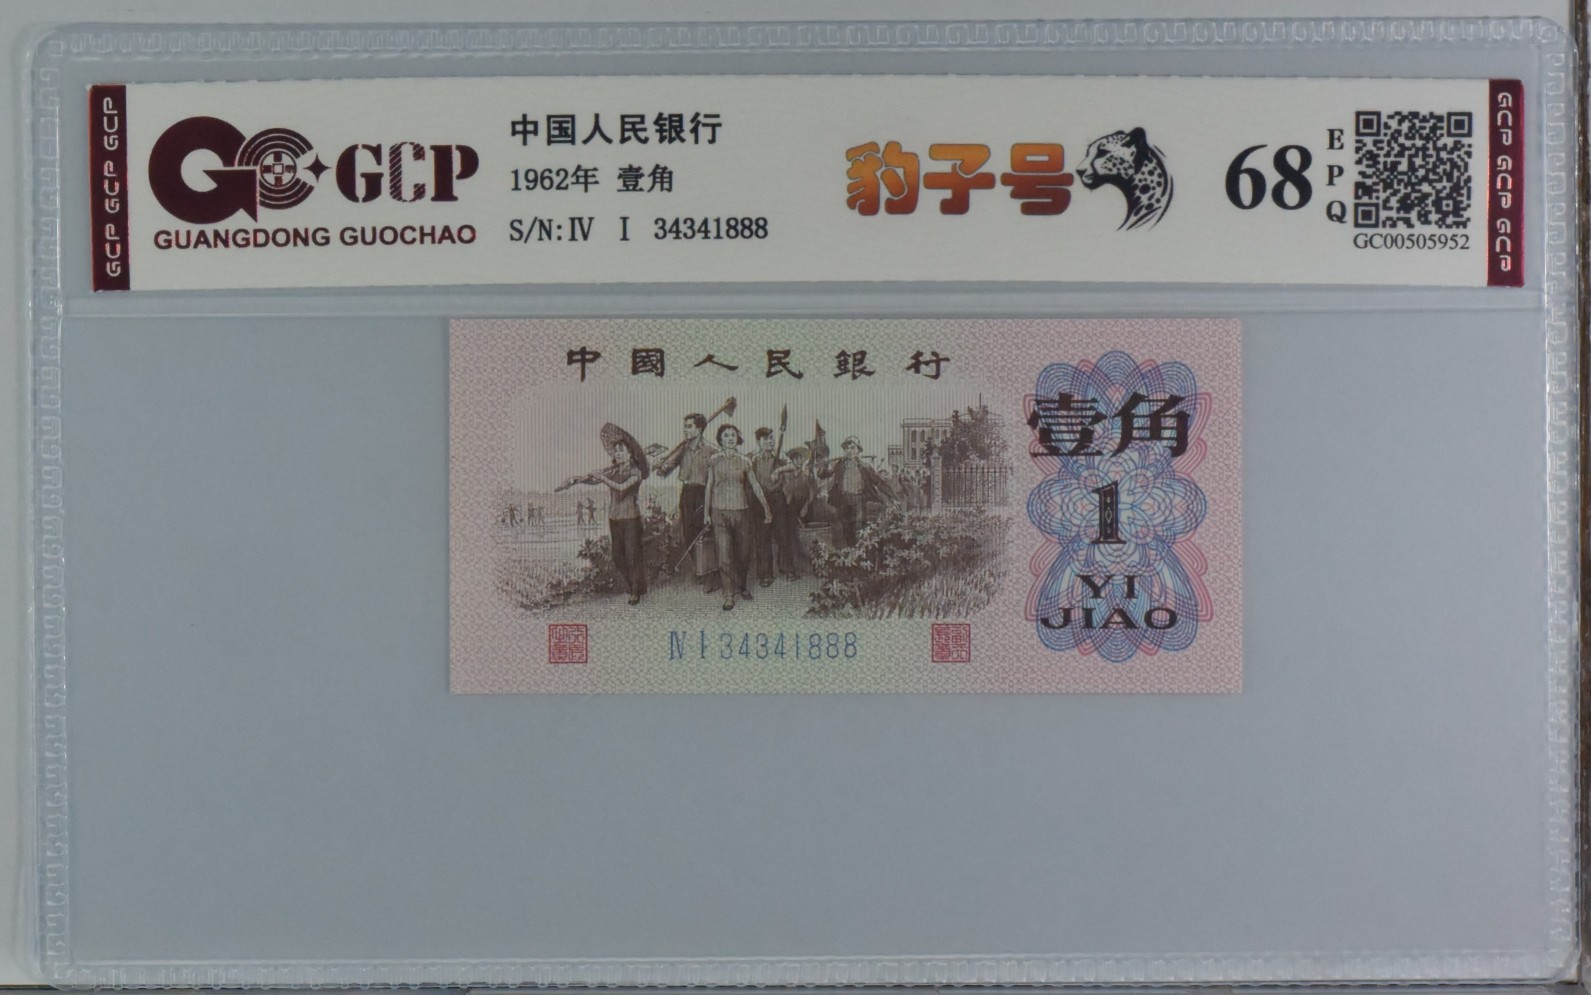 GCP GCP GCP
GCP
GUANGDONG GUOCHAO
中国人民银行
1962年 壹角
S/N: Ⅳ Ⅰ 34341888
豹子号
68
EPQ
GC00505952
GCP GCP GCP
中國人民銀行
壹角
1
YI
JIAO
Ⅳ Ⅰ 34341888